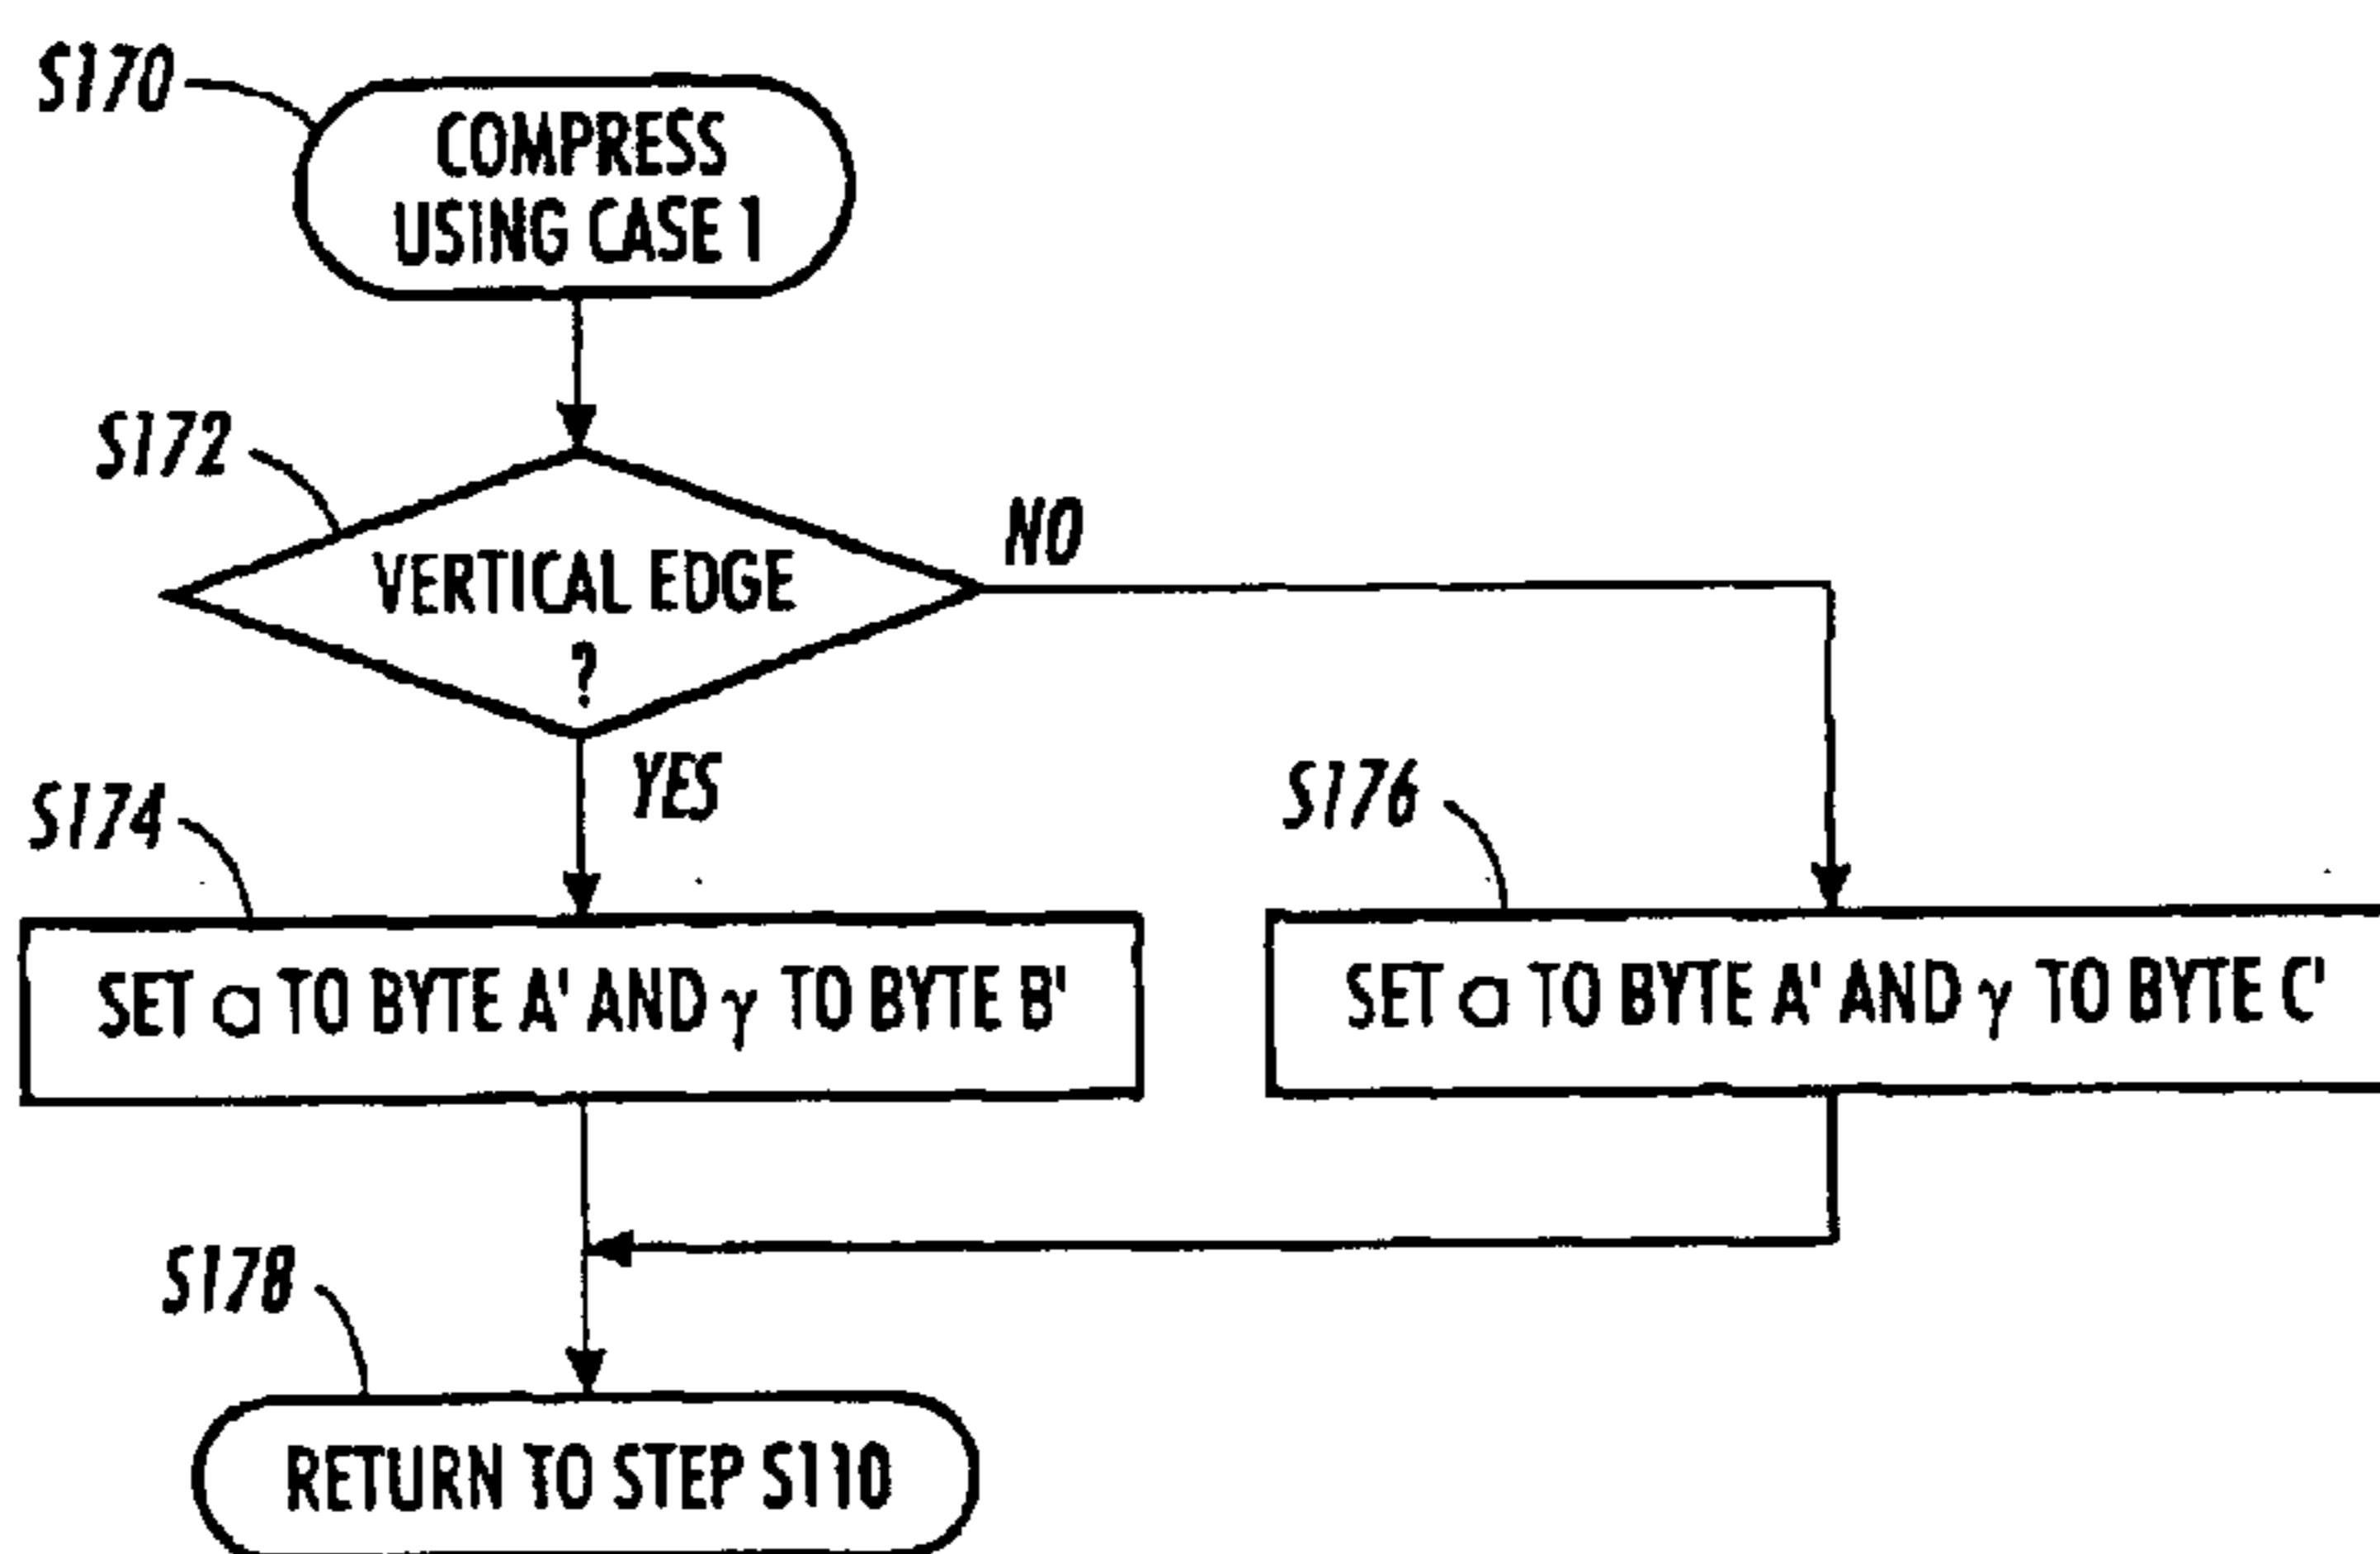 S170
COMPRESS
USING CASE 1
S172
VERTICAL EDGE
?
NO
YES
S174
SET α TO BYTE A' AND γ TO BYTE B'
S176
SET α TO BYTE A' AND γ TO BYTE C'
S178
RETURN TO STEP S110